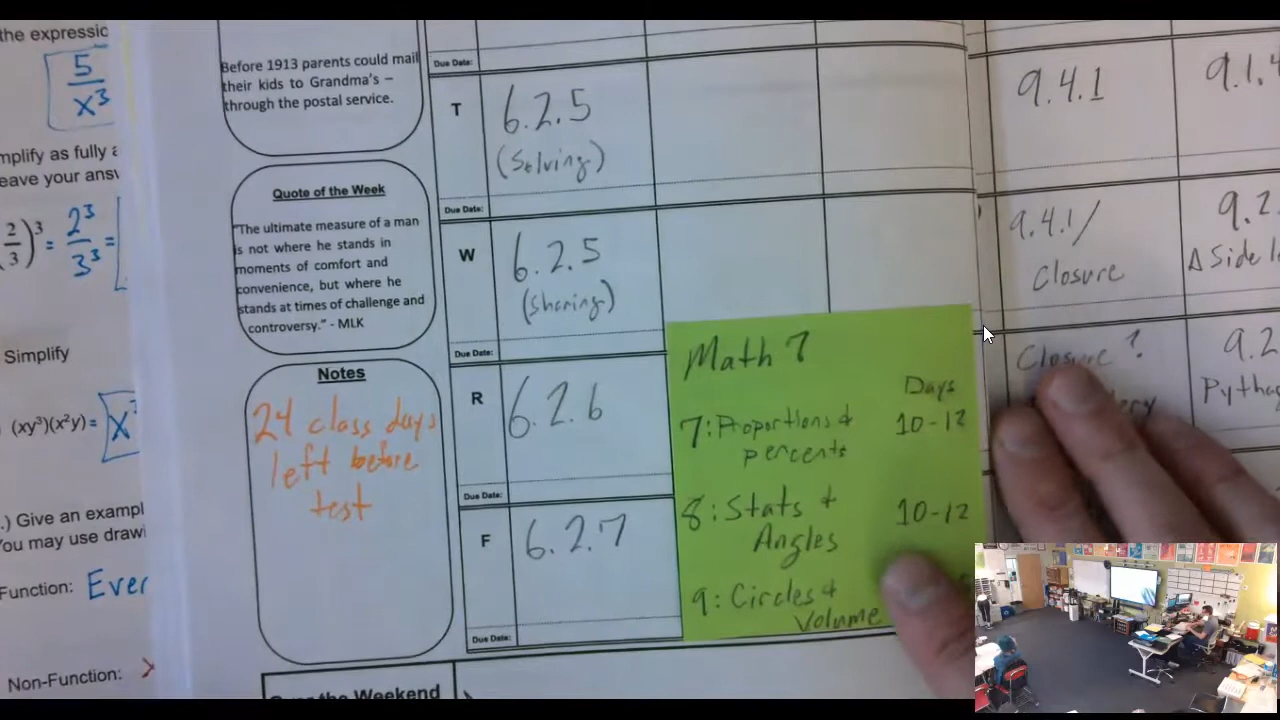 the expressic
5
x³
mplify as fully a
eave your answ
2
3
3
= 2³
3³
=
Simplify
(xy³)(x²y) = x
.) Give an exampl
You may use drawi
Function: Ever
Non-Function:
Before 1913 parents could mail
their kids to Grandma's –
through the postal service.
Quote of the Week
"The ultimate measure of a man
is not where he stands in
moments of comfort and
convenience, but where he
stands at times of challenge and
controversy." - MLK
Notes
24 class days
left before
test
Due Date:
T
6.2.5
(Solving)
Due Date:
W
6.2.5
(Sharing)
Due Date:
R
6.2.6
Due Date:
F
6.2.7
Due Date:
Math 7
Days
7: Proportions & 10-12
percents
8: Stats & 10-12
Angles
9: Circles &
Volume
9.4.1
9.4.1/
Closure
Closure?
9.1.4
9.2.
Δ Side l
9.2
Pythag